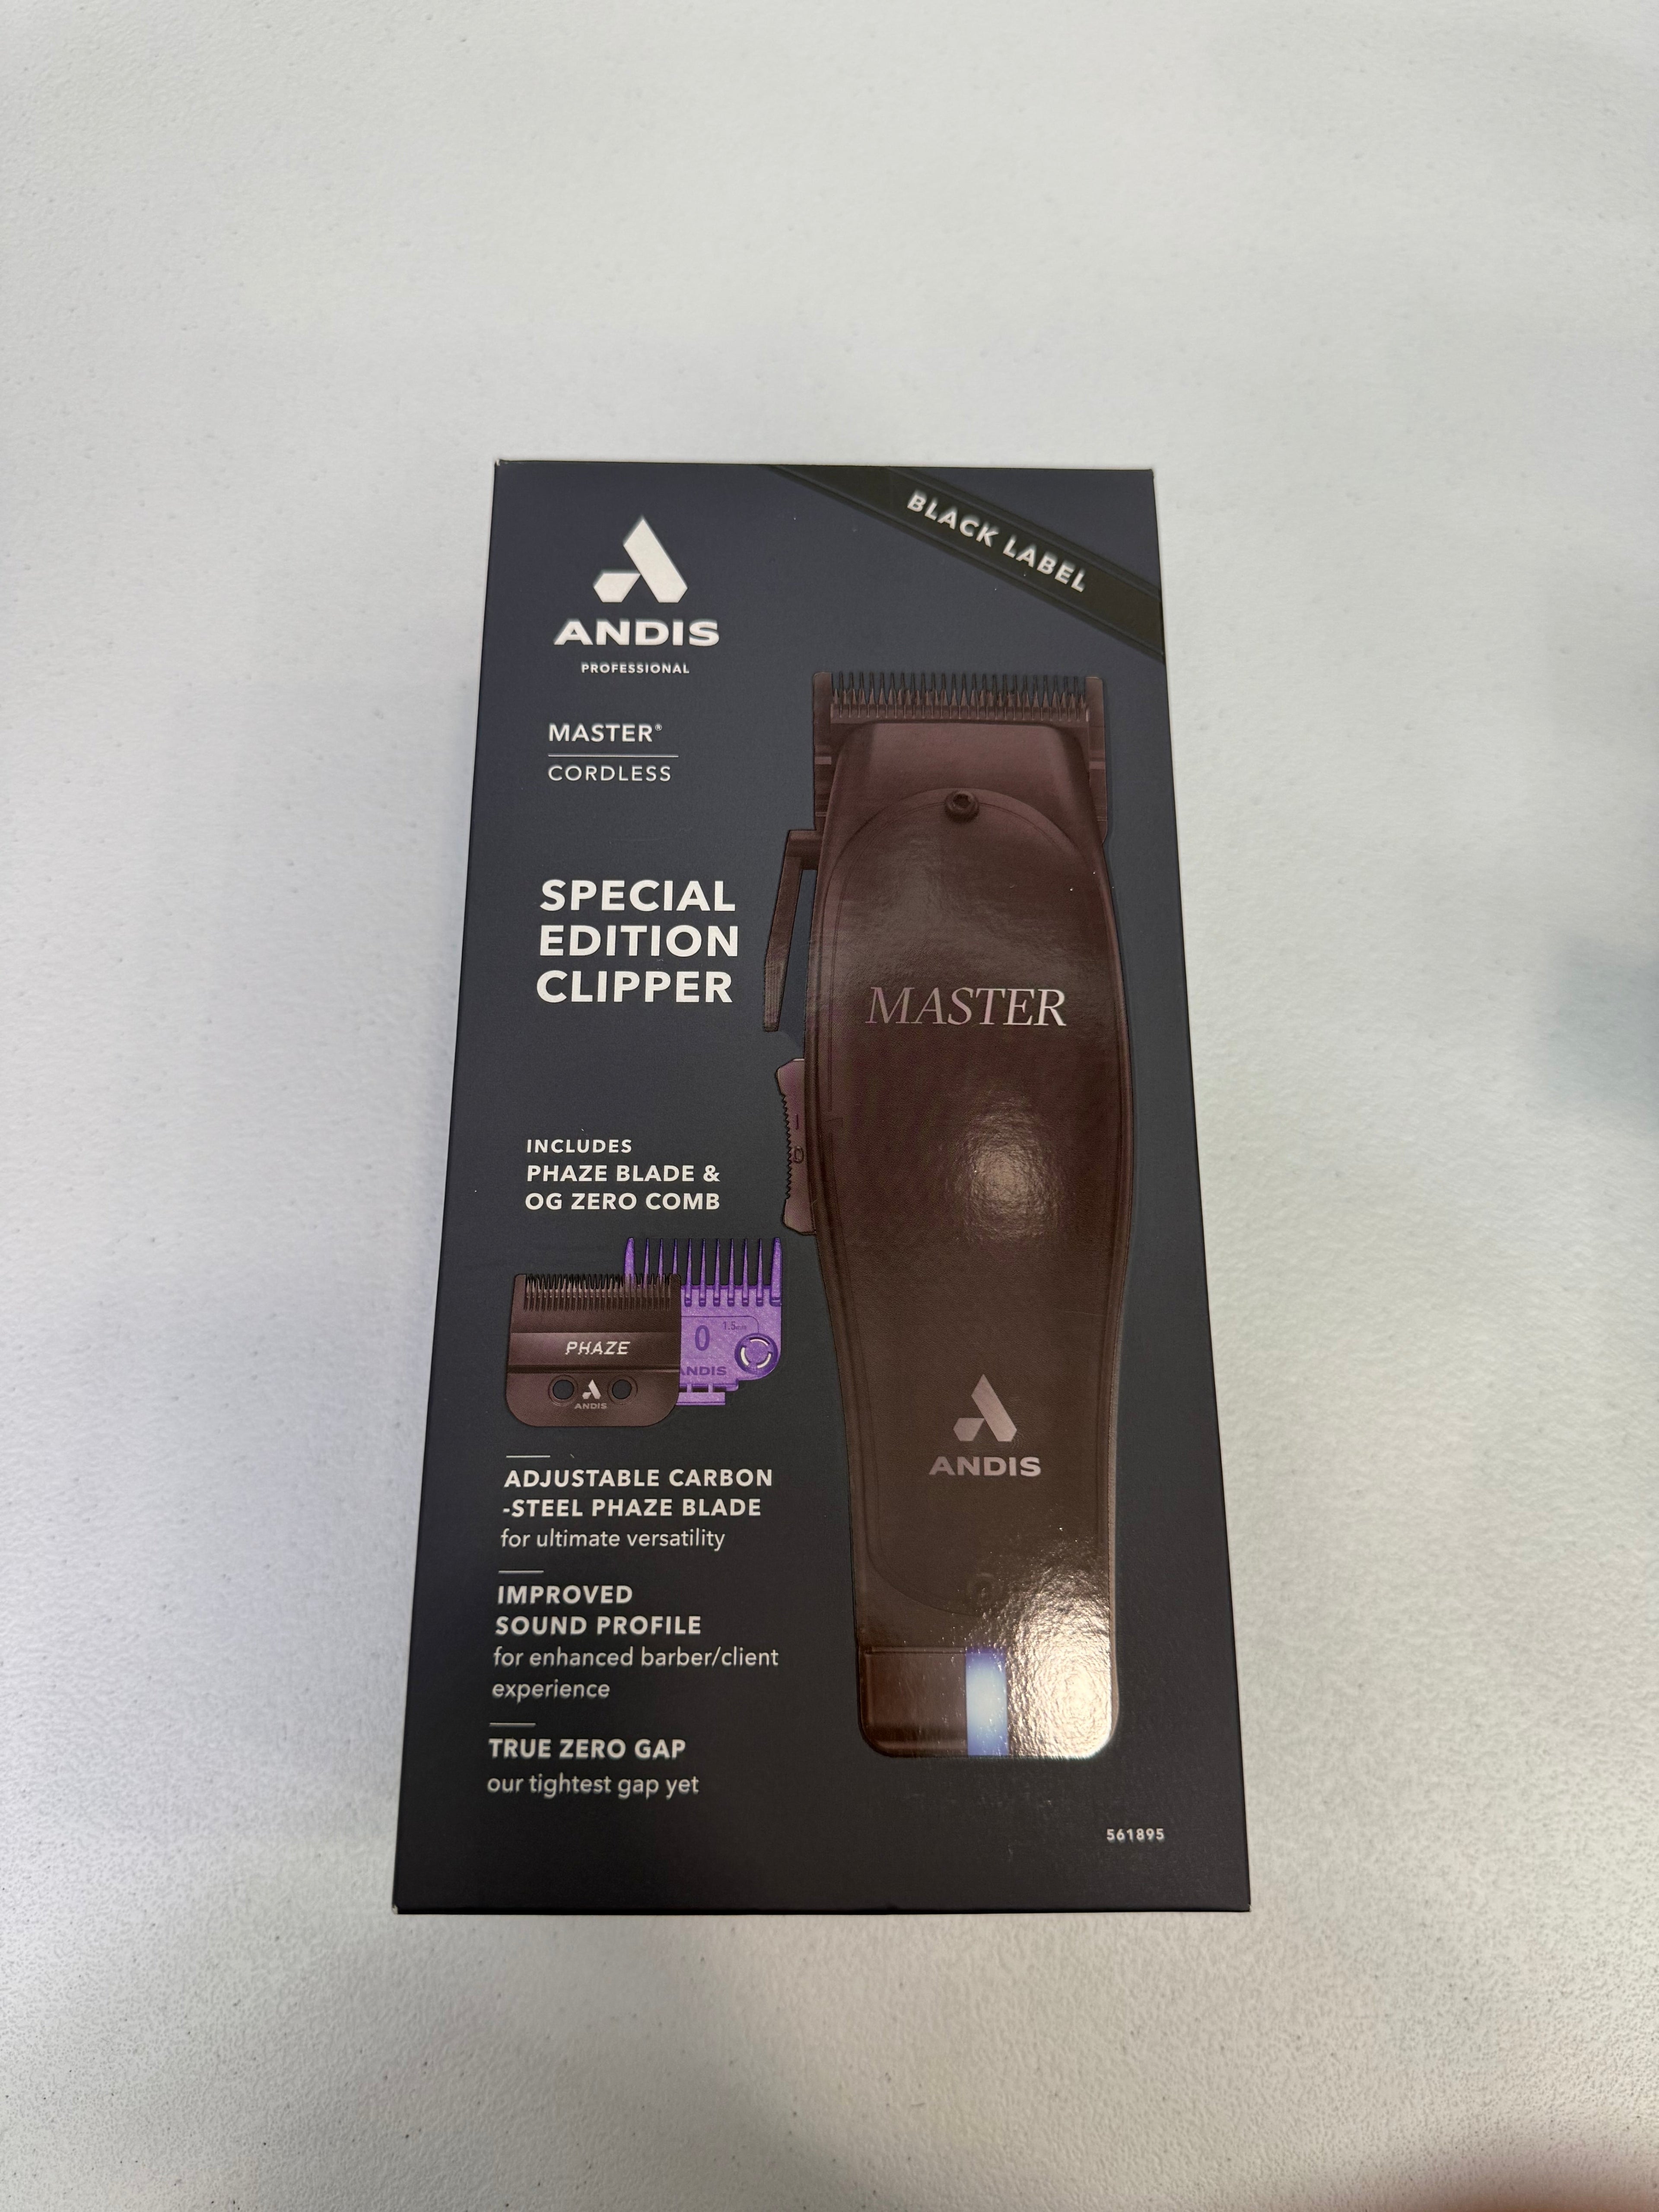 BLACK LABEL
ANDIS
PROFESSIONAL
MASTER®
CORDLESS
SPECIAL
EDITION
CLIPPER
MASTER
INCLUDES
PHAZE BLADE &
OG ZERO COMB
0 1.5mm
PHAZE
ANDIS
ANDIS
ANDIS
ADJUSTABLE CARBON
-STEEL PHAZE BLADE
for ultimate versatility
IMPROVED
SOUND PROFILE
for enhanced barber/client
experience
TRUE ZERO GAP
our tightest gap yet
561895